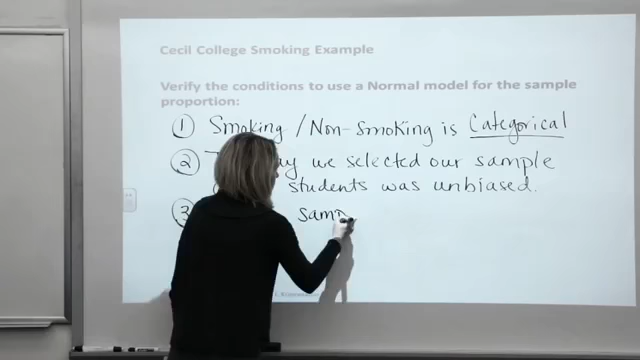 Cecil College Smoking Example
Verify the conditions to use a Normal model for the sample
proportion:
① Smoking / Non-Smoking is Categorical
② we selected our sample
students was unbiased.
③ sam